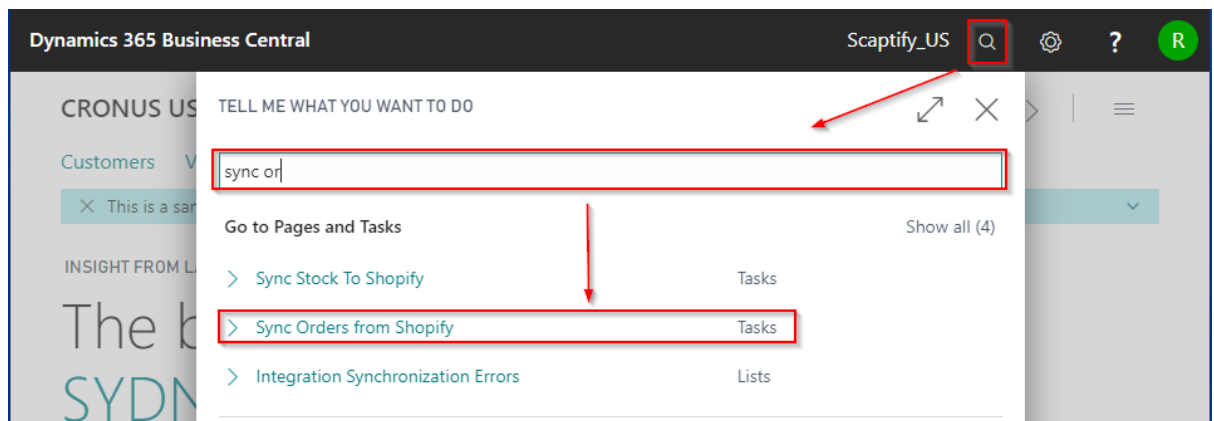 Dynamics 365 Business Central Scaptify_US ? R
CRONUS US
TELL ME WHAT YOU WANT TO DO
Customers V
sync or
This is a sar
Go to Pages and Tasks Show all (4)
INSIGHT FROM L
Sync Stock To Shopify Tasks
The b
Sync Orders from Shopify Tasks
Integration Synchronization Errors Lists
SYDN